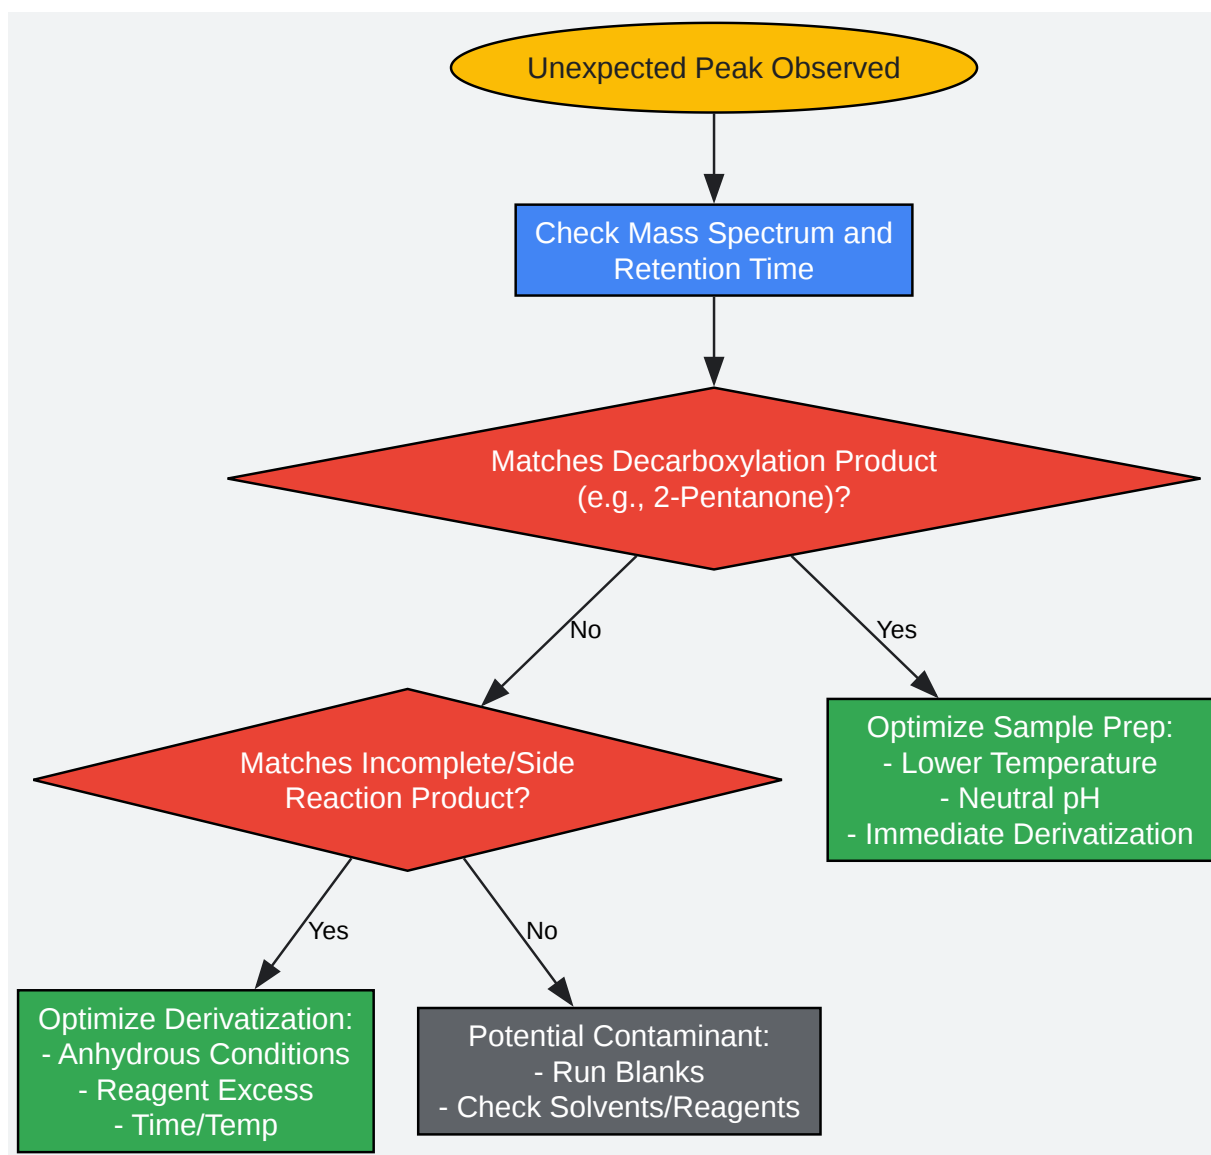 Unexpected Peak Observed
Check Mass Spectrum and
Retention Time
Matches Decarboxylation Product
(e.g., 2-Pentanone)?
No
Yes
Matches Incomplete/Side
Reaction Product?
Optimize Sample Prep:
- Lower Temperature
- Neutral pH
- Immediate Derivatization
Yes
No
Optimize Derivatization:
- Anhydrous Conditions
- Reagent Excess
- Time/Temp
Potential Contaminant:
- Run Blanks
- Check Solvents/Reagents